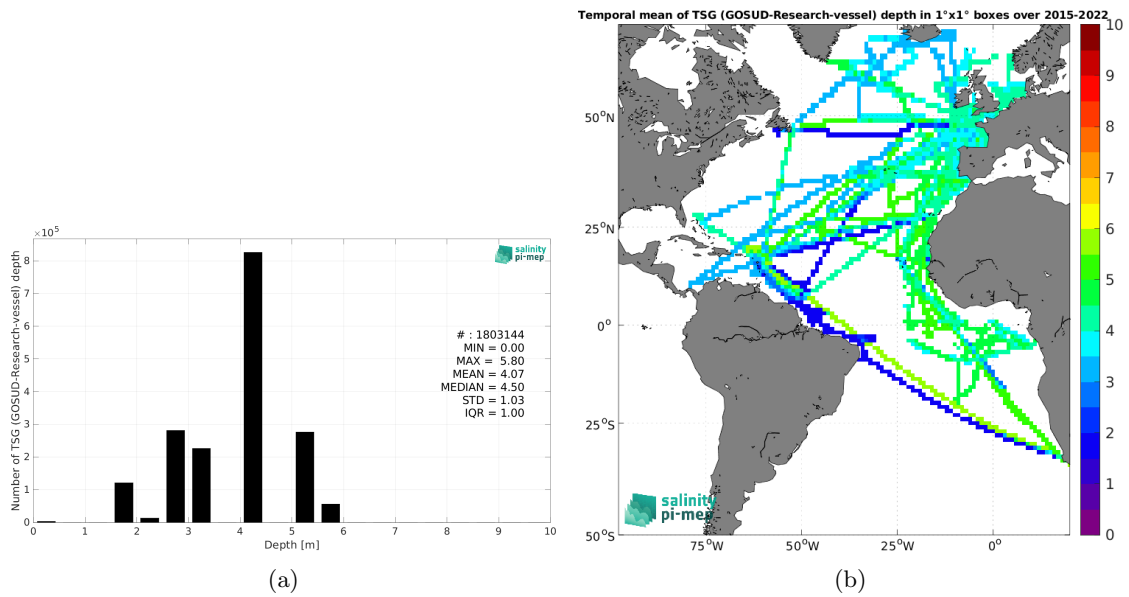 ×10⁵
8
7
6
5
4
3
2
1
0
Number of TSG (GOSUD-Research-vessel) depth
salinity
pi-mep
# : 1803144
MIN = 0.00
MAX = 5.80
MEAN = 4.07
MEDIAN = 4.50
STD = 1.03
IQR = 1.00
0 1 2 3 4 5 6 7 8 9 10
Depth [m]
(a)
Temporal mean of TSG (GOSUD-Research-vessel) depth in 1°x1° boxes over 2015-2022
50°N
25°N
0°
25°S
50°S
75°W 50°W 25°W 0°
salinity
pi-mep
10
9
8
7
6
5
4
3
2
1
0
(b)